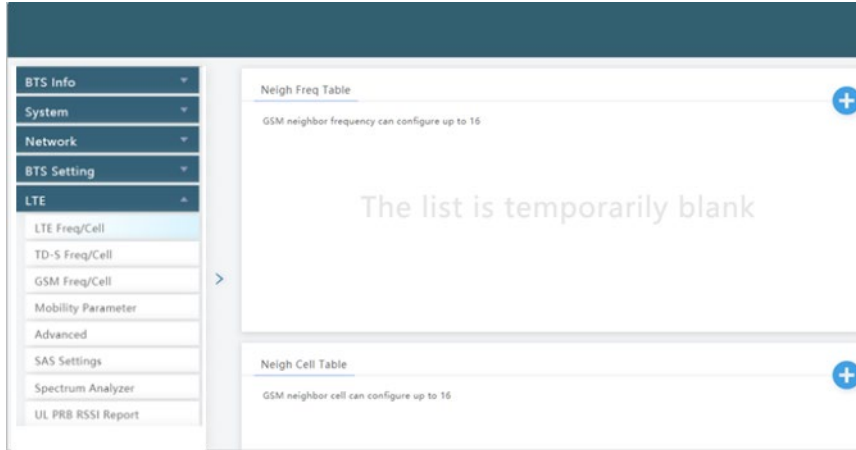 BTS Info
System
Network
BTS Setting
LTE
LTE Freq/Cell
TD-S Freq/Cell
GSM Freq/Cell
Mobility Parameter
Advanced
SAS Settings
Spectrum Analyzer
UL PRB RSSI Report
Neigh Freq Table
GSM neighbor frequency can configure up to 16
The list is temporarily blank
Neigh Cell Table
GSM neighbor cell can configure up to 16